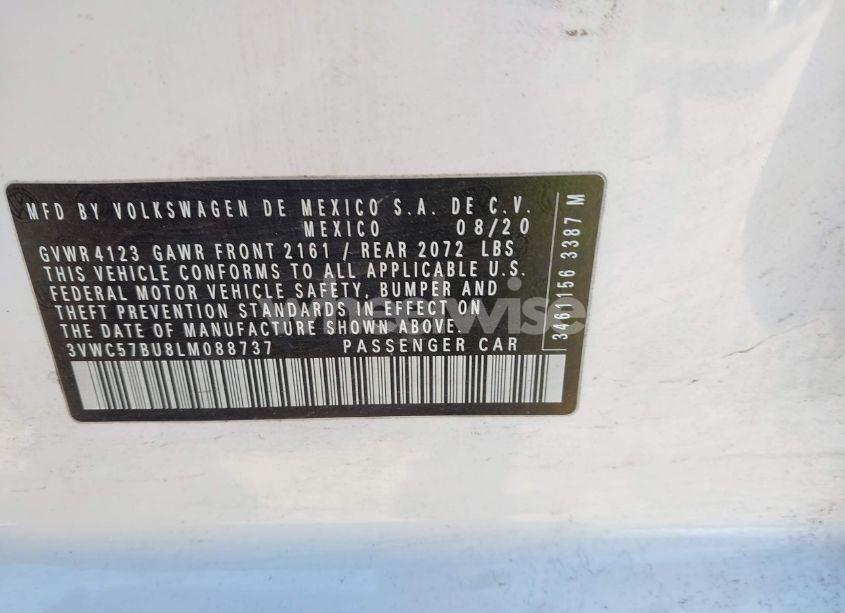 MFD BY VOLKSWAGEN DE MEXICO S.A. DE C.V.
MEXICO 08/20
GVWR 4123 GAWR FRONT 2161 / REAR 2072 LBS
THIS VEHICLE CONFORMS TO ALL APPLICABLE U.S.
FEDERAL MOTOR VEHICLE SAFETY, BUMPER AND
THEFT PREVENTION STANDARDS IN EFFECT ON
THE DATE OF MANUFACTURE SHOWN ABOVE.
3VWC57BU8LM088737 PASSENGER CAR
3461156 3387 M